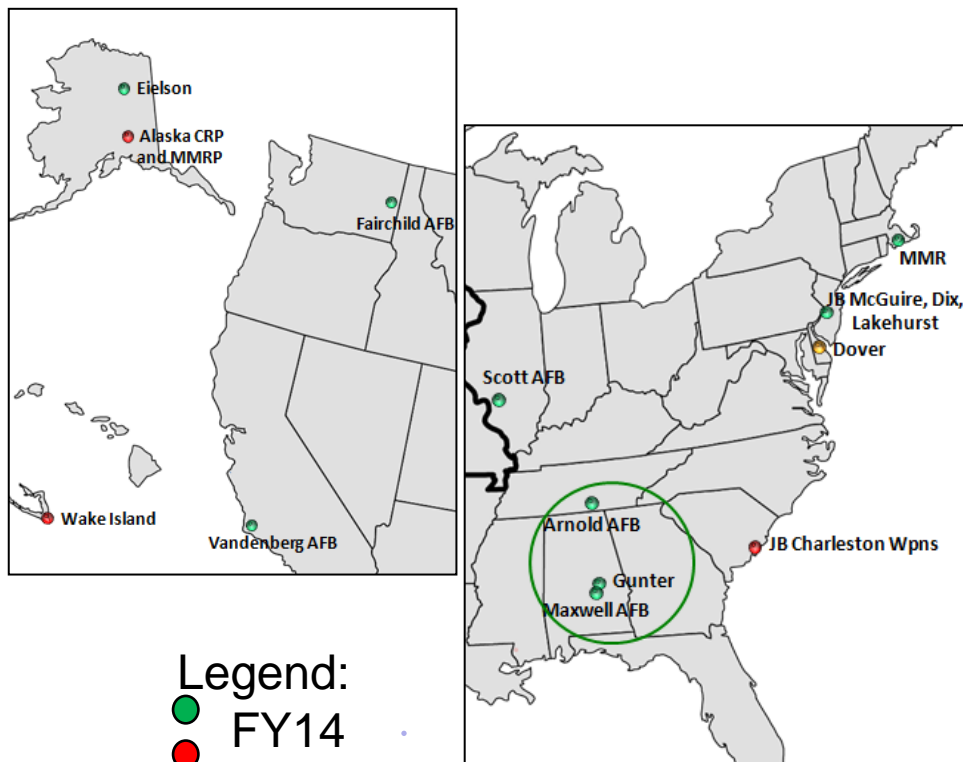 Eielson
Alaska CRP
and MMRP
Fairchild AFB
Wake Island
Vandenberg AFB
MMR
JB McGuire, Dix,
Lakehurst
Dover
Scott AFB
Arnold AFB
JB Charleston Wpns
Gunter
Maxwell AFB
Legend:
FY14